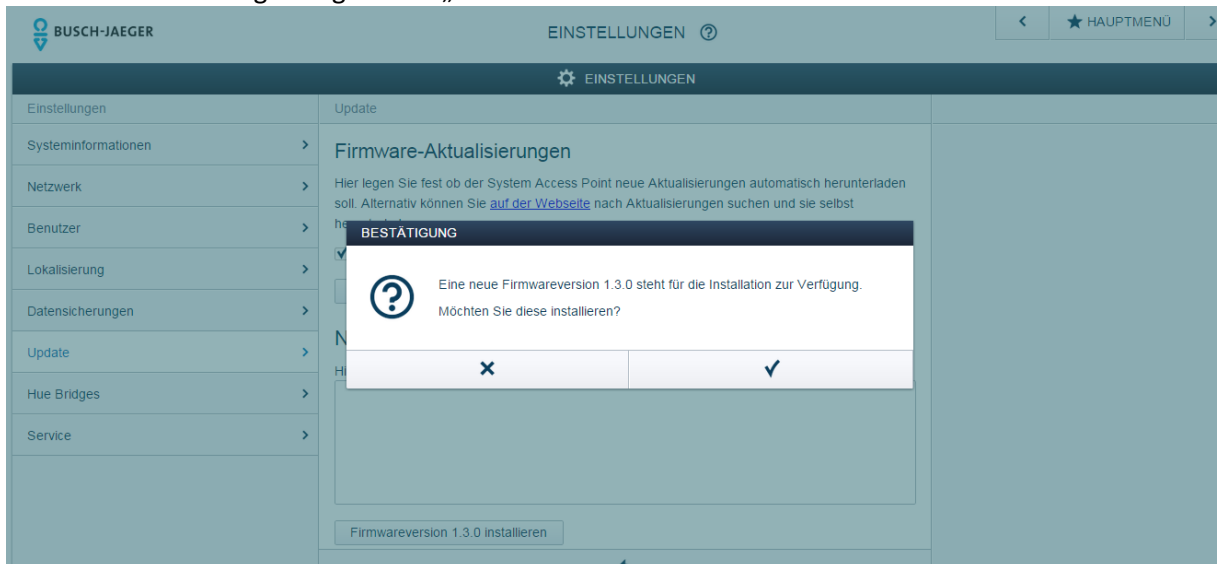 „
BUSCH-JAEGER
EINSTELLUNGEN ?
HAUPTMENÜ
EINSTELLUNGEN
Einstellungen
Update
Systeminformationen
Netzwerk
Benutzer
Lokalisierung
Datensicherungen
Update
Hue Bridges
Service
Firmware-Aktualisierungen
Hier legen Sie fest ob der System Access Point neue Aktualisierungen automatisch herunterladen
soll. Alternativ können Sie auf der Webseite nach Aktualisierungen suchen und sie selbst
BESTÄTIGUNG
Eine neue Firmwareversion 1.3.0 steht für die Installation zur Verfügung.
Möchten Sie diese installieren?
Firmwareversion 1.3.0 installieren